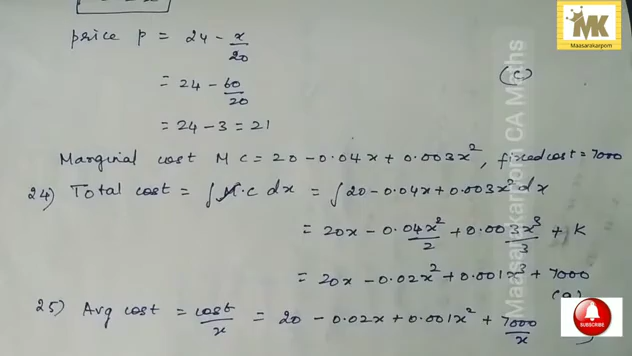 price p = 24 - x/20
= 24 - 60/20
(c)
= 24 - 3 = 21
Marginal cost MC = 20 - 0.04x + 0.003x², fixed cost = 7000
24) Total cost = ∫M.C dx = ∫20 - 0.04x + 0.003x² dx
= 20x - 0.04x²/2 + 0.003x³/3 + K
= 20x - 0.02x² + 0.001x³ + 7000
25) Avg cost = cost/x = 20 - 0.02x + 0.001x² + 7000/x
MK
Maasarakarpom
Maasarakarpom CA Maths
SUBSCRIBE